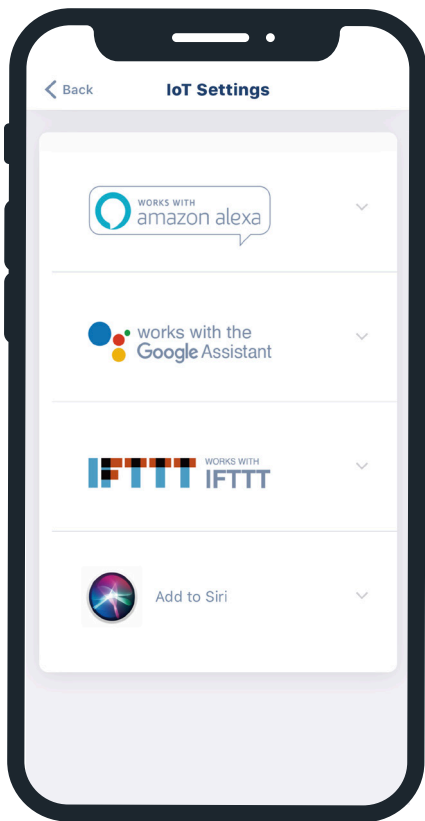 Back
IoT Settings
WORKS WITH
amazon alexa
works with the
Google Assistant
IFTTT
WORKS WITH
IFTTT
Add to Siri